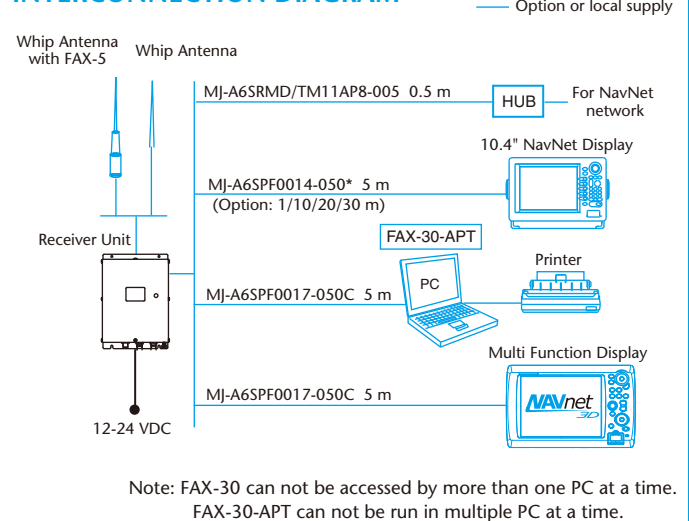 INTERCONNECTION DIAGRAM
Option or local supply
Whip Antenna
with FAX-5
Whip Antenna
MJ-A6SRMD/TM11AP8-005 0.5 m
HUB
For NavNet
network
10.4" NavNet Display
MJ-A6SPF0014-050* 5 m
(Option: 1/10/20/30 m)
Receiver Unit
FAX-30-APT
PC
Printer
MJ-A6SPF0017-050C 5 m
Multi Function Display
MJ-A6SPF0017-050C 5 m
NAVnet
3D
12-24 VDC
Note: FAX-30 can not be accessed by more than one PC at a time.
FAX-30-APT can not be run in multiple PC at a time.